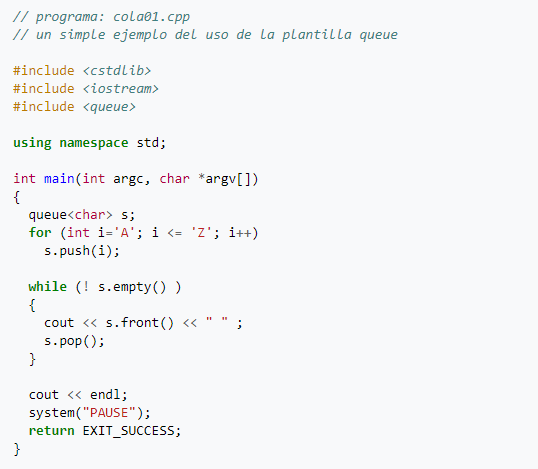 // programa: cola01.cpp
// un simple ejemplo del uso de la plantilla queue

#include <cstdlib>
#include <iostream>
#include <queue>

using namespace std;

int main(int argc, char *argv[])
{
  queue<char> s;
  for (int i='A'; i <= 'Z'; i++)
    s.push(i);

  while (! s.empty() )
  {
    cout << s.front() << " " ;
    s.pop();
  }

  cout << endl;
  system("PAUSE");
  return EXIT_SUCCESS;
}